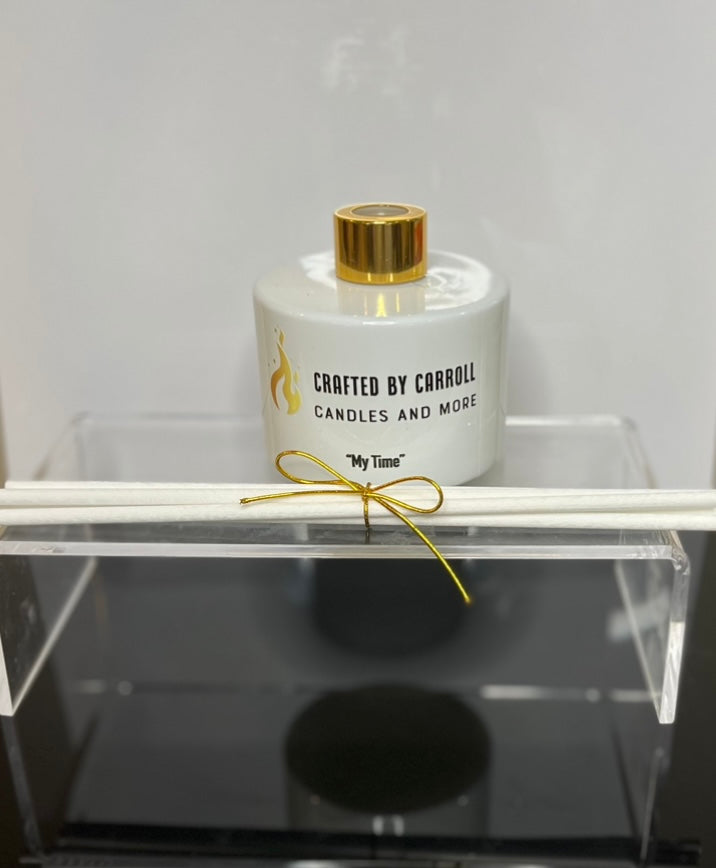 CRAFTED BY CARROLL
CANDLES AND MORE
“My Time”